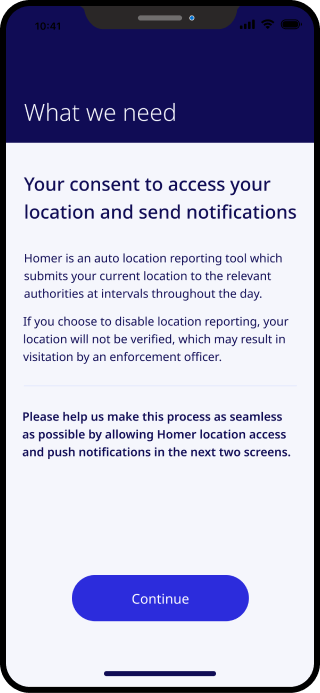 10:41
What we need
Your consent to access your
location and send notifications
Homer is an auto location reporting tool which
submits your current location to the relevant
authorities at intervals throughout the day.
If you choose to disable location reporting, your
location will not be verified, which may result in
visitation by an enforcement officer.
Please help us make this process as seamless
as possible by allowing Homer location access
and push notifications in the next two screens.
Continue